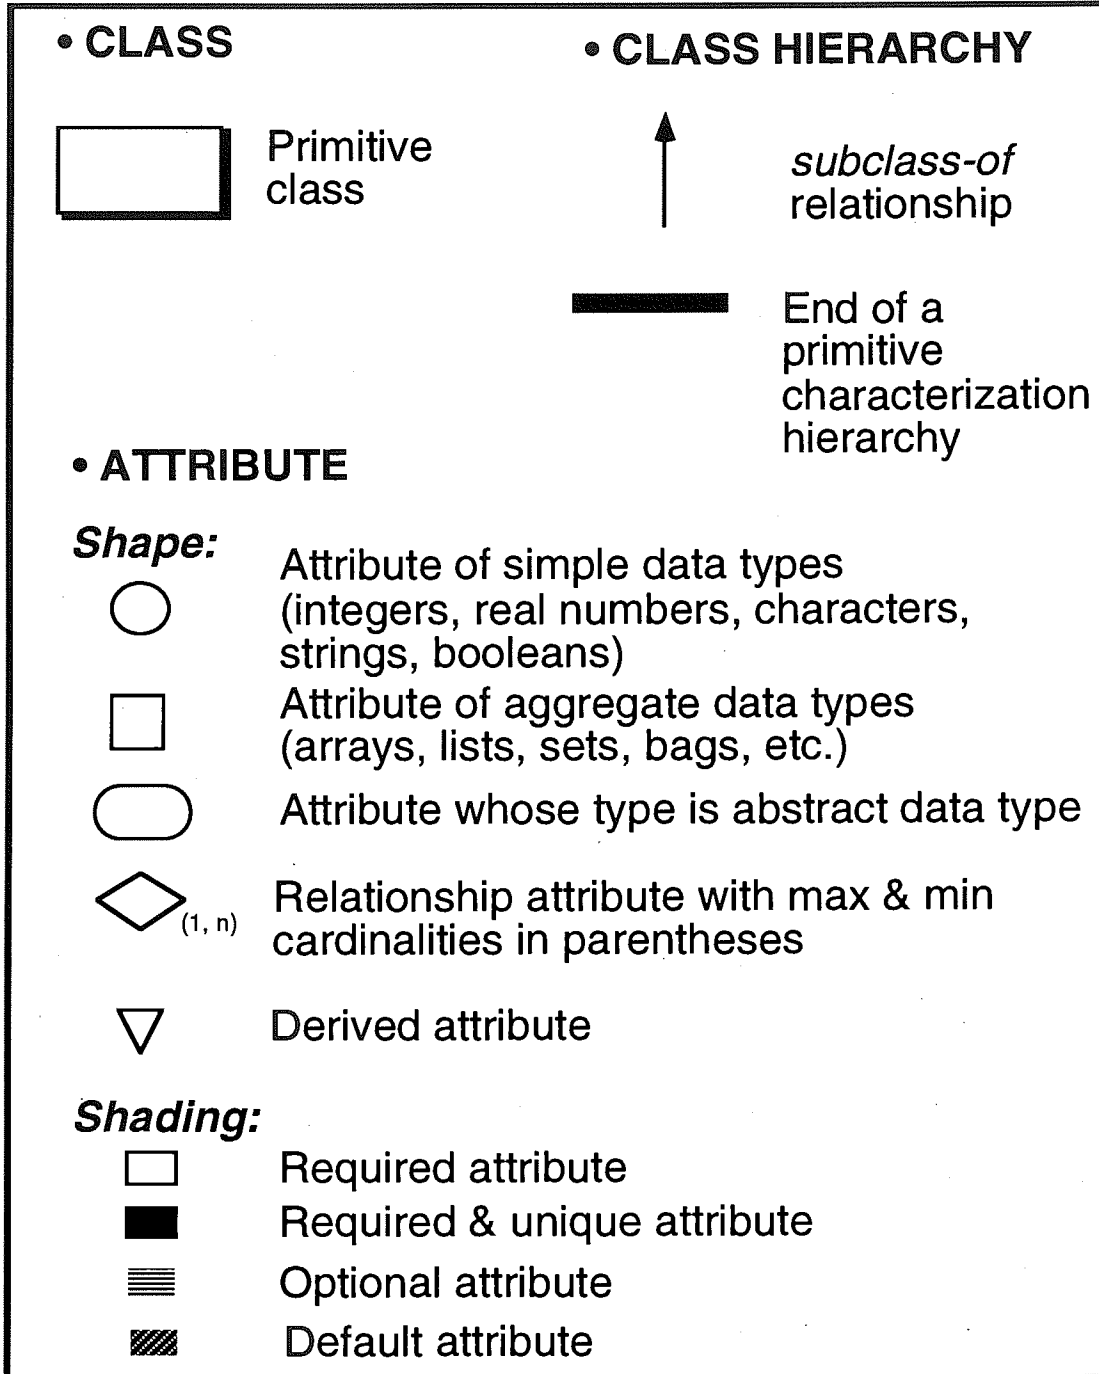 • CLASS
Primitive
class
• CLASS HIERARCHY
subclass-of
relationship
End of a
primitive
characterization
hierarchy
• ATTRIBUTE
Shape:
Attribute of simple data types
(integers, real numbers, characters,
strings, booleans)
Attribute of aggregate data types
(arrays, lists, sets, bags, etc.)
Attribute whose type is abstract data type
(1, n)
Relationship attribute with max & min
cardinalities in parentheses
Derived attribute
Shading:
Required attribute
Required & unique attribute
Optional attribute
Default attribute